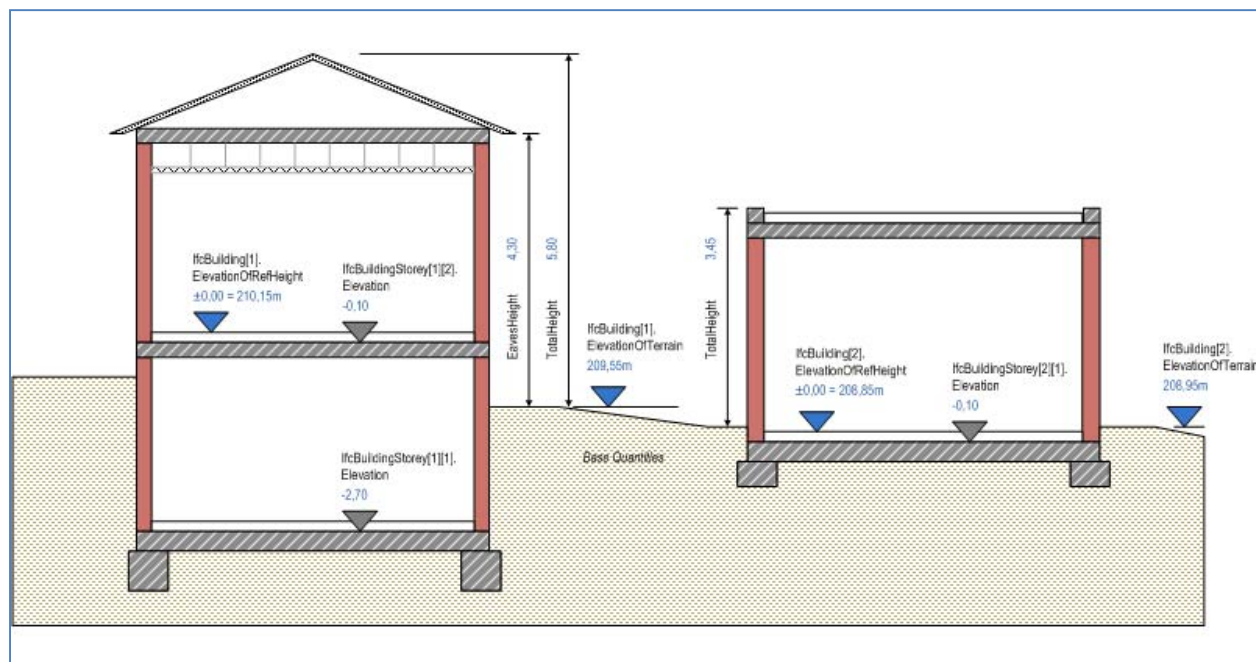 IfcBuilding[1].
ElevationOfRefHeight
±0,00 = 210,15m
IfcBuildingStorey[1][2].
Elevation
-0,10
EavesHeight 4,30
TotalHeight 5,80
IfcBuilding[1].
ElevationOfTerrain
209,55m
TotalHeight 3,45
IfcBuilding[2].
ElevationOfRefHeight
±0,00 = 208,85m
IfcBuildingStorey[2][1].
Elevation
-0,10
IfcBuilding[2].
ElevationOfTerrain
208,95m
IfcBuildingStorey[1][1].
Elevation
-2,70
Base Quantities